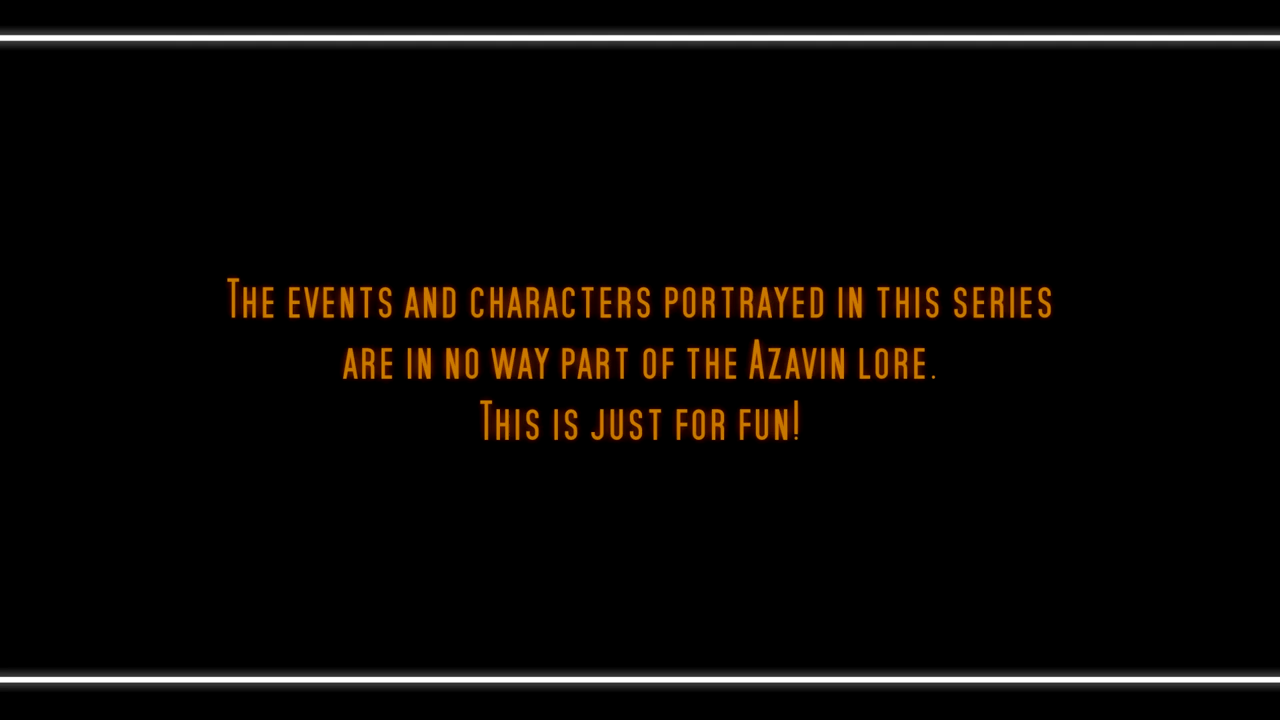 The events and characters portrayed in this series
are in no way part of the Azavin lore.
This is just for fun!